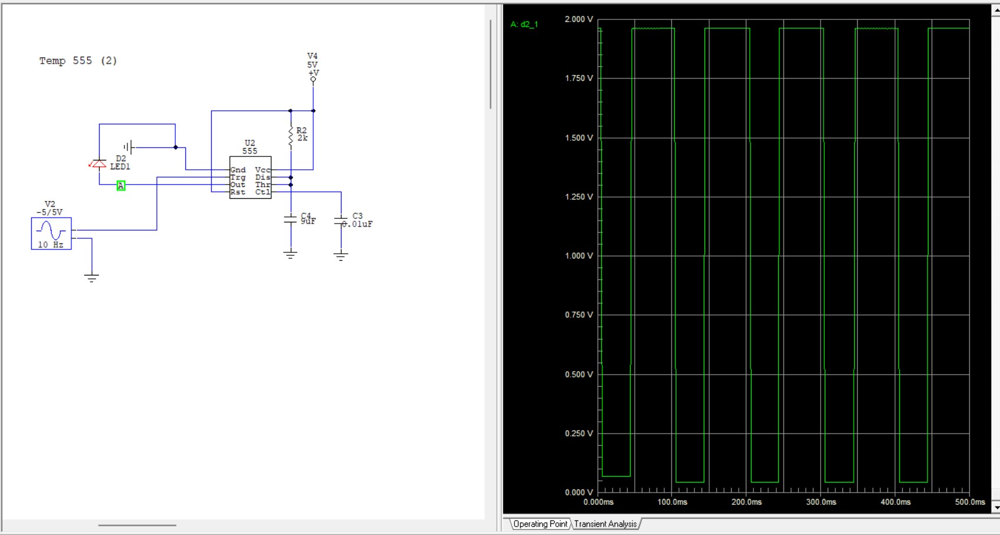 Temp 555 (2)
V4
5V
+V
R2
2k
U2
555
D2
LED1
Gnd Vcc
Trg Dis
Out Thr
Rst Ctl
A
V2
-5/5V
10 Hz
C4
9uF
C3
0.01uF
A: d2_1
2.000 V
1.750 V
1.500 V
1.250 V
1.000 V
0.750 V
0.500 V
0.250 V
0.000 V
0.000ms 100.0ms 200.0ms 300.0ms 400.0ms 500.0ms
Operating Point Transient Analysis